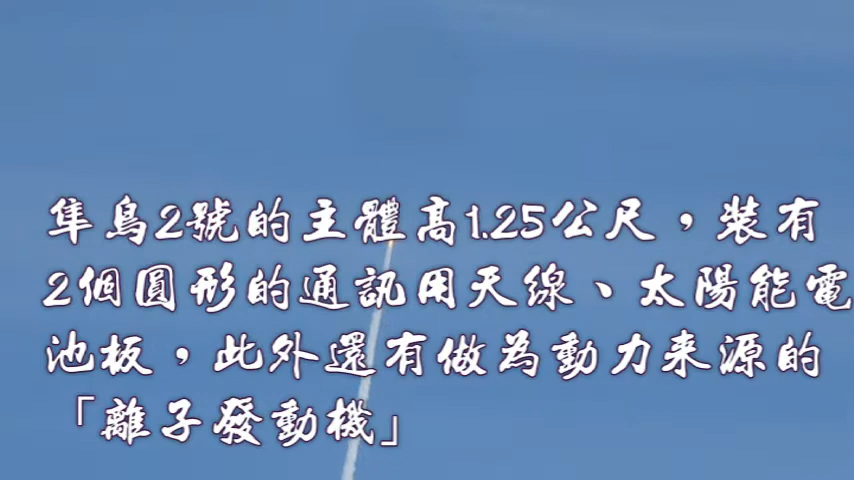 隼鳥2號的主體高1.25公尺，裝有
2個圓形的通訊用天線、太陽能電
池板，此外還有做為動力来源的
「離子發動機」